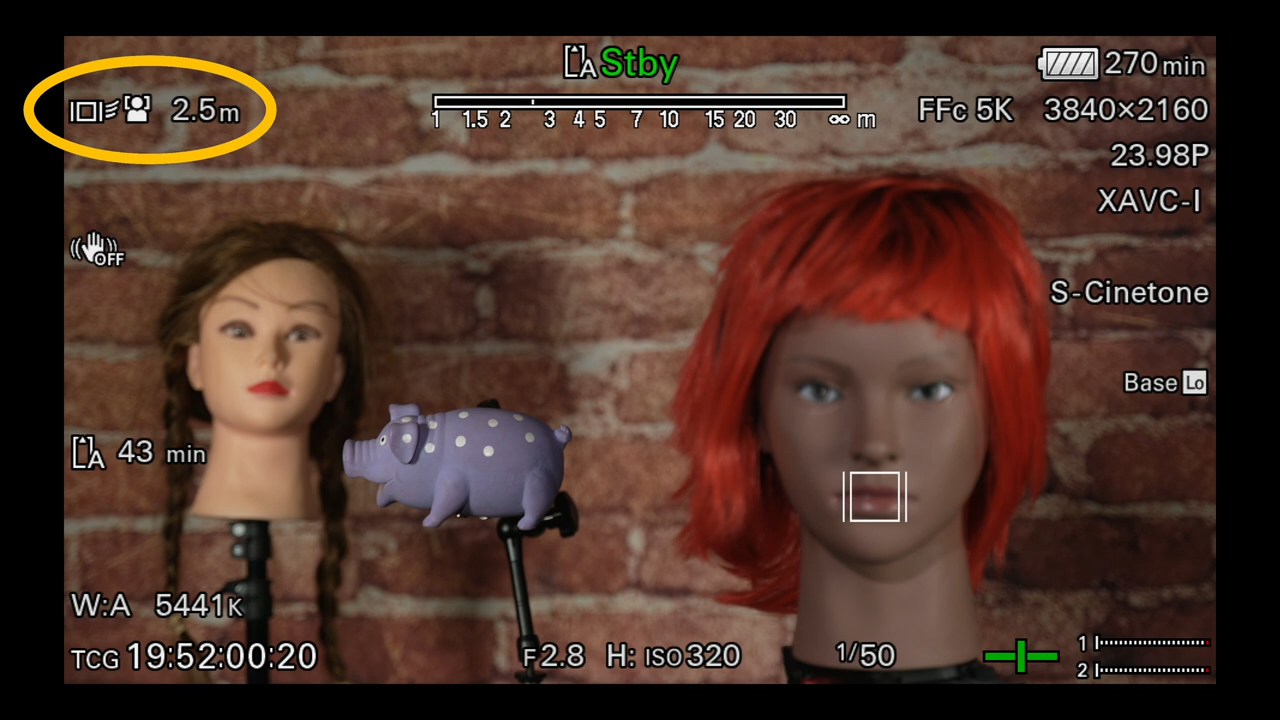 Stby
270 min
2.5 m
1 1.5 2 3 4 5 7 10 15 20 30 ∞ m
FFc 5K 3840×2160
23.98P
XAVC-I
OFF
S-Cinetone
Base Lo
A 43 min
W:A 5441K
TCG 19:52:00:20
F2.8 H: ISO320 1/50
1
2